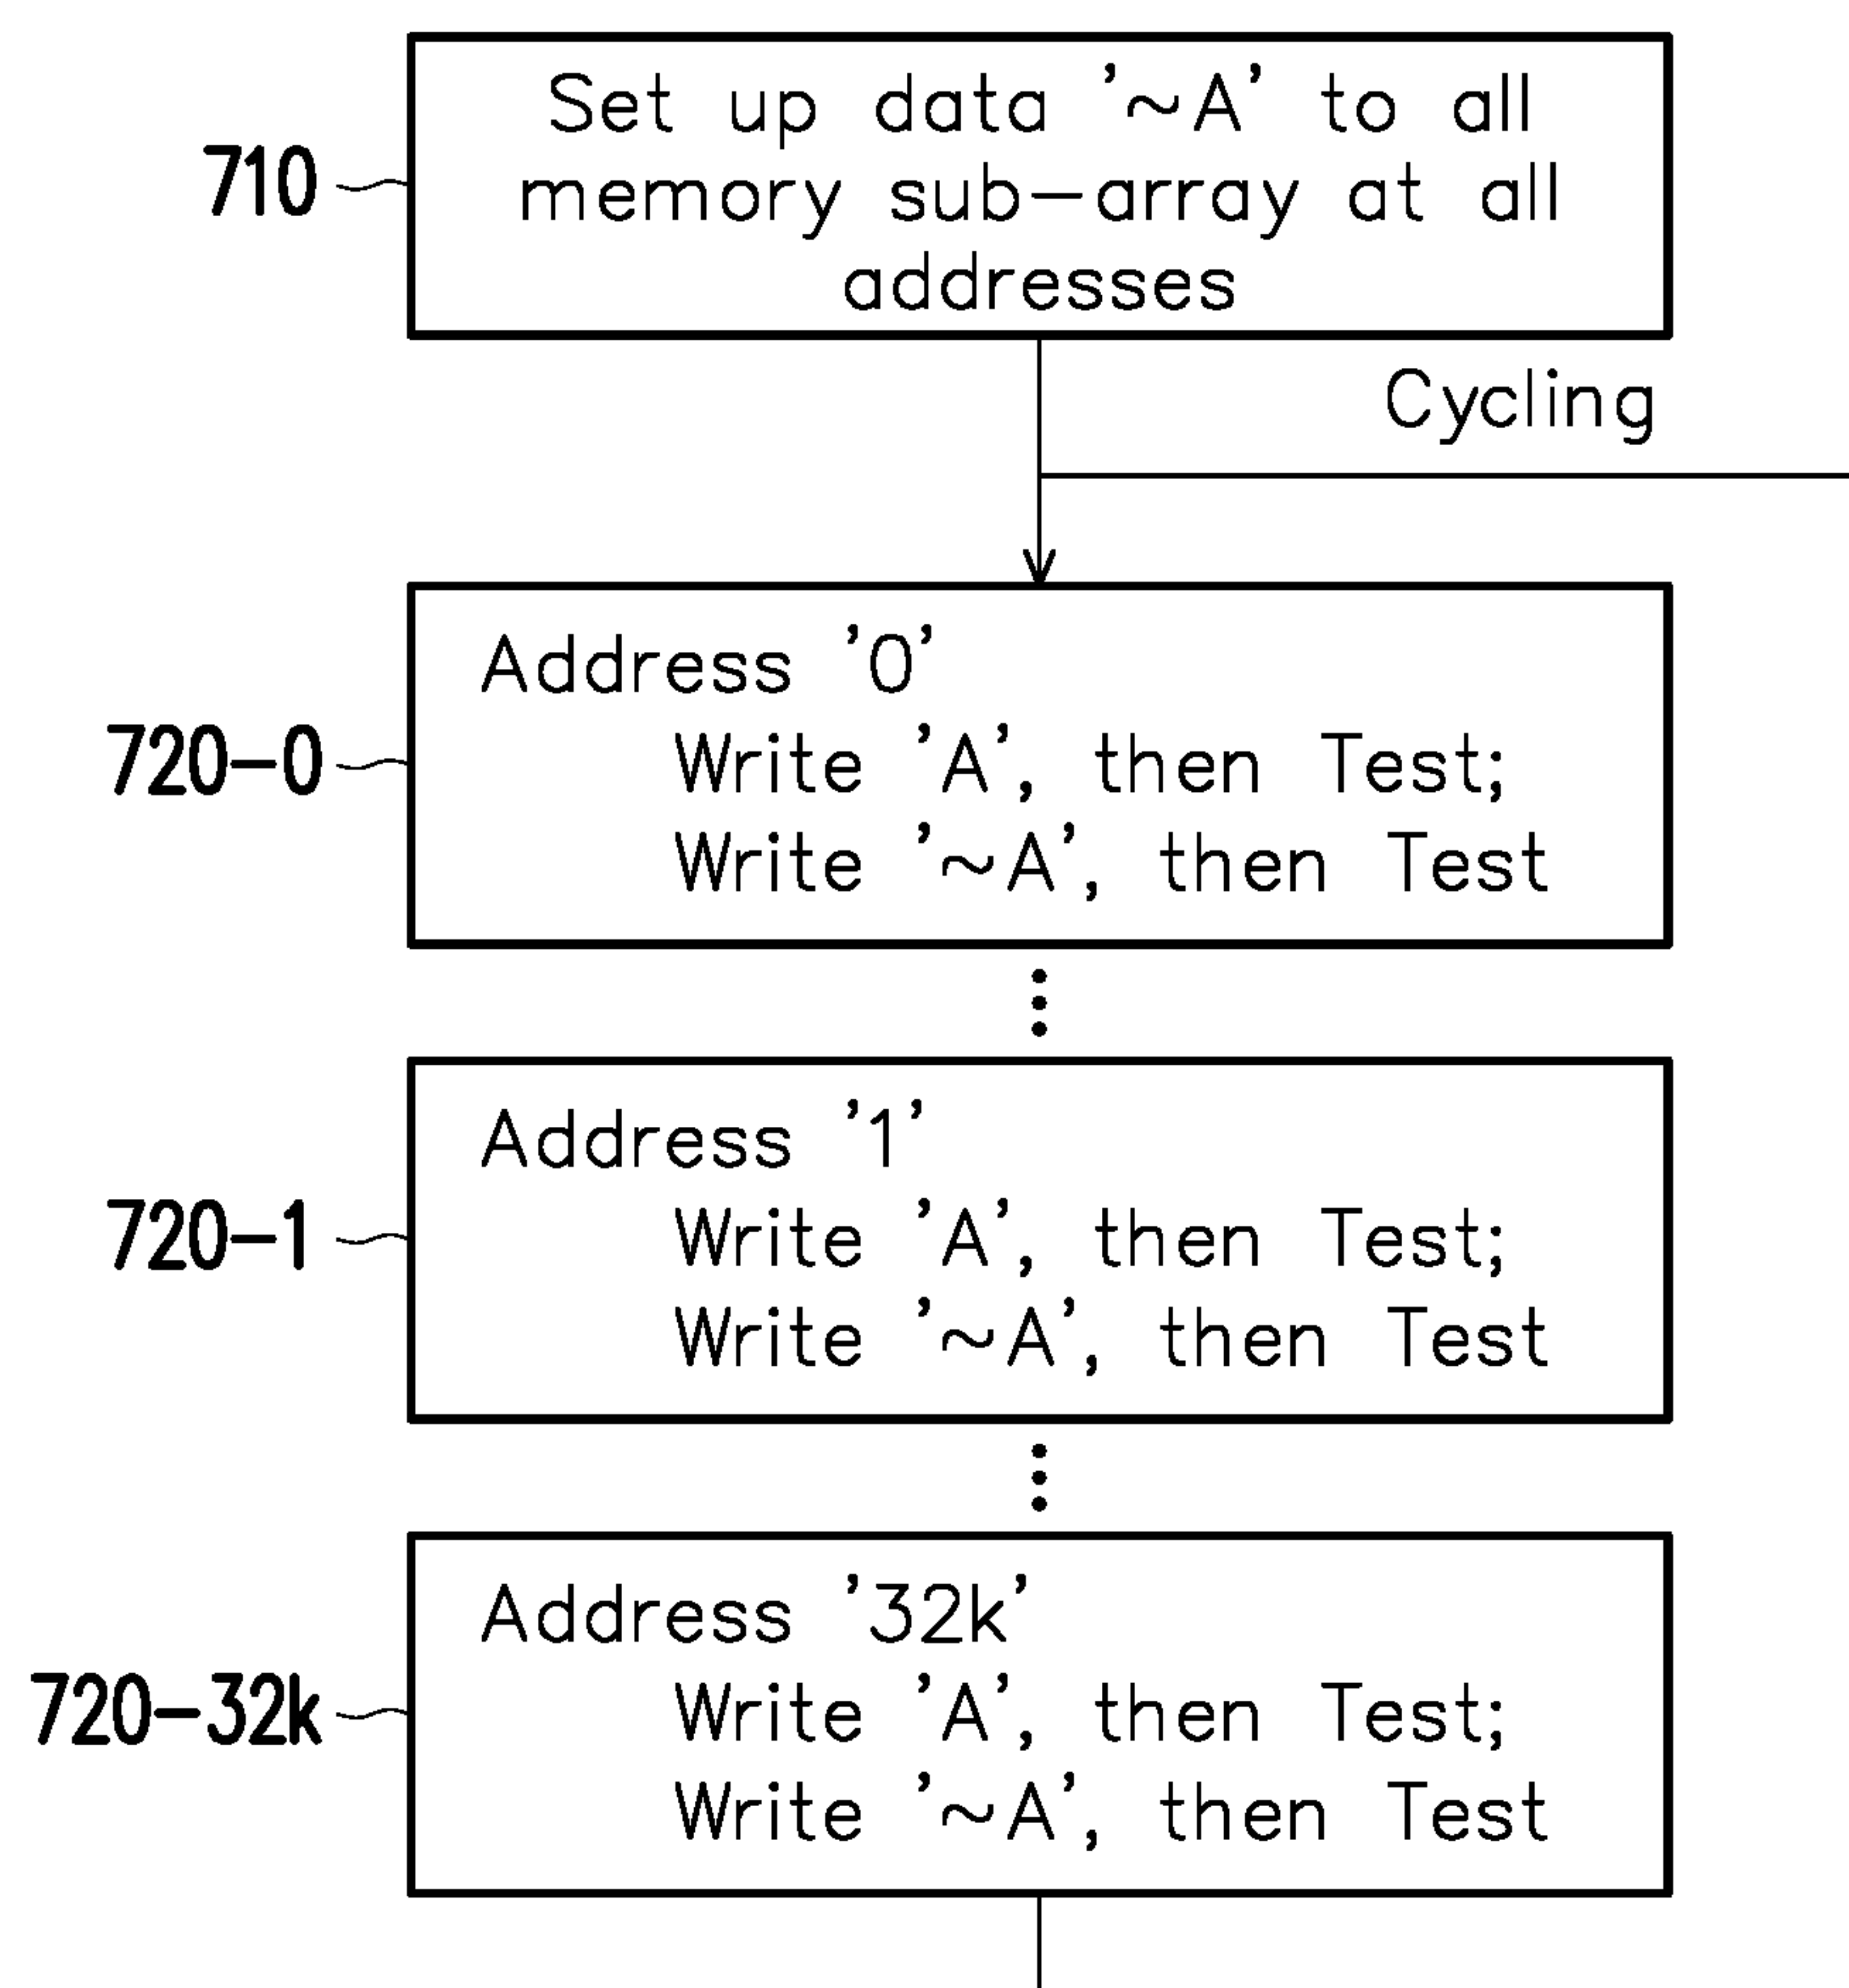 Set up data '~A' to all
710
memory sub-array at all
addresses
Cycling
Address '0'
720-0
Write 'A', then Test;
Write '~A', then Test
Address '1'
720-1
Write 'A', then Test;
Write '~A', then Test
Address '32k'
720-32k
Write 'A', then Test;
Write '~A', then Test